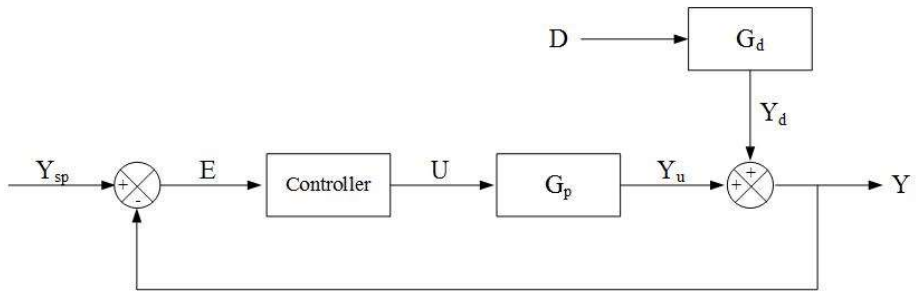 D
G_d
Y_d
Y_sp
+
-
E
Controller
U
G_p
Y_u
+
+
Y